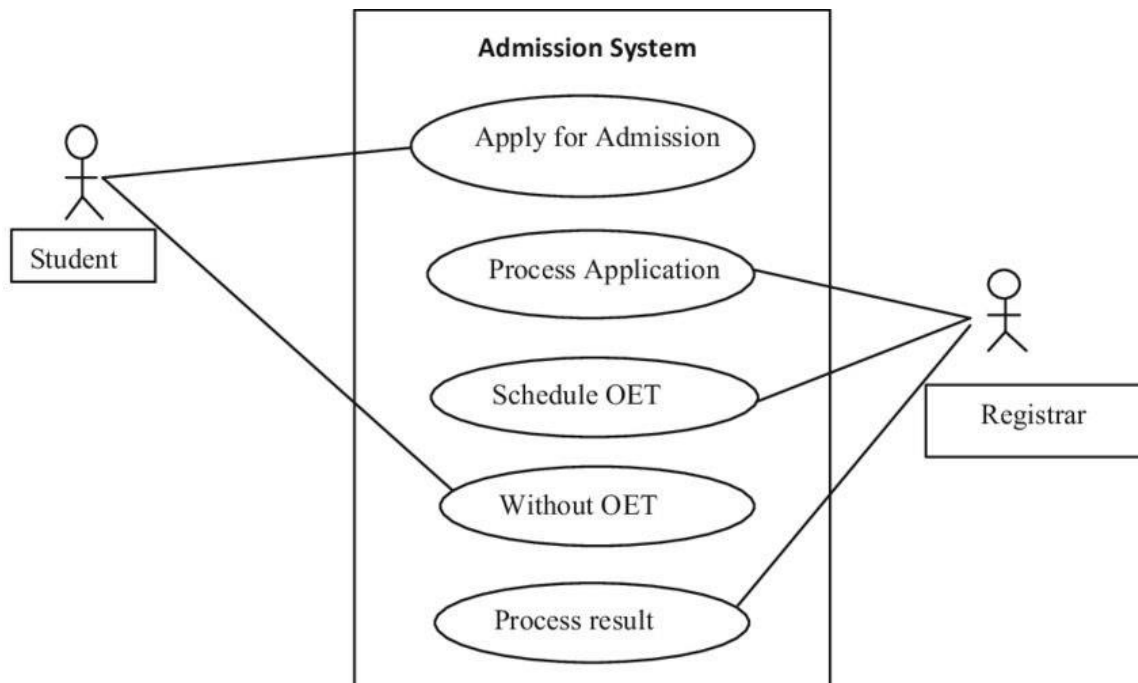 Admission System
Apply for Admission
Student
Process Application
Schedule OET
Registrar
Without OET
Process result